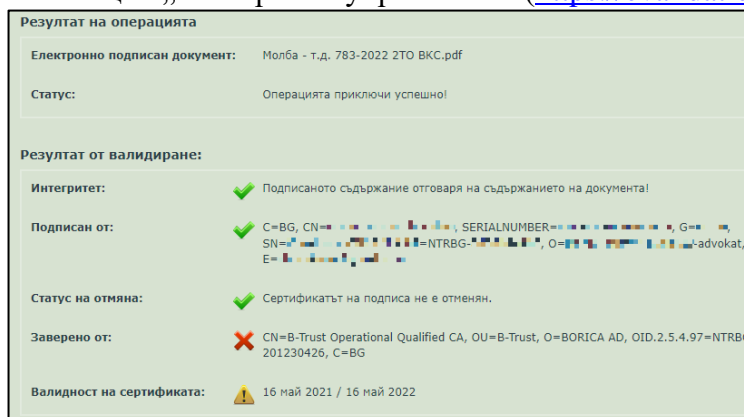 Резултат на операцията
Електронно подписан документ: Молба - т.д. 783-2022 2ТО ВКС.pdf
Статус: Операцията приключи успешно!
Резултат от валидиране:
Интегритет: Подписаното съдържание отговаря на съдържанието на документа!
Подписан от: C=BG, CN= , SERIALNUMBER= , G= ,
SN= =NTRBG- , O= -advokat,
E=
Статус на отмяна: Сертификатът на подписа не е отменян.
Заверено от: CN=B-Trust Operational Qualified CA, OU=B-Trust, O=BORICA AD, OID.2.5.4.97=NTRBG
201230426, C=BG
Валидност на сертификата: 16 май 2021 / 16 май 2022